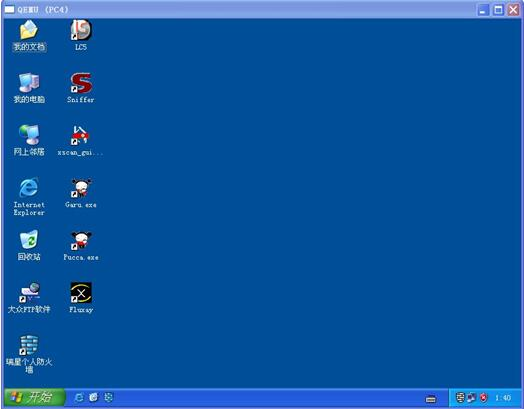 QEMU (PC4)
我的文档
LC5
我的电脑
Sniffer
网上邻居
xscan_gui...
Internet
Explorer
Garu.exe
回收站
Pucca.exe
大众FTP软件
Fluxay
瑞星个人防火
墙
开始
1:40